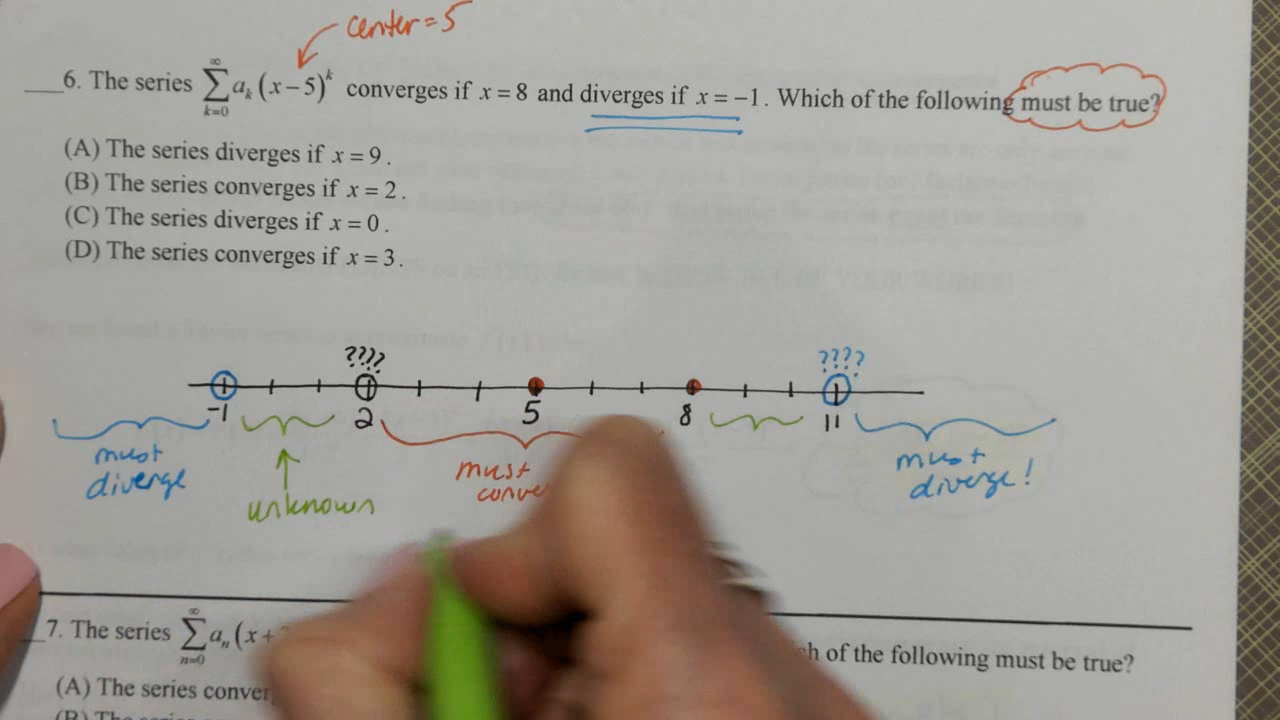 center=5
6. The series ∞∑k=0 aₖ(x−5)ᵏ converges if x = 8 and diverges if x = −1. Which of the following must be true?
(A) The series diverges if x = 9.
(B) The series converges if x = 2.
(C) The series diverges if x = 0.
(D) The series converges if x = 3.
???? ????
-1 2 5 8 11
must diverge
unknown
must
must diverge!
7. The series ∞∑n=0 aₙ(x+ of the following must be true?
(A) The series